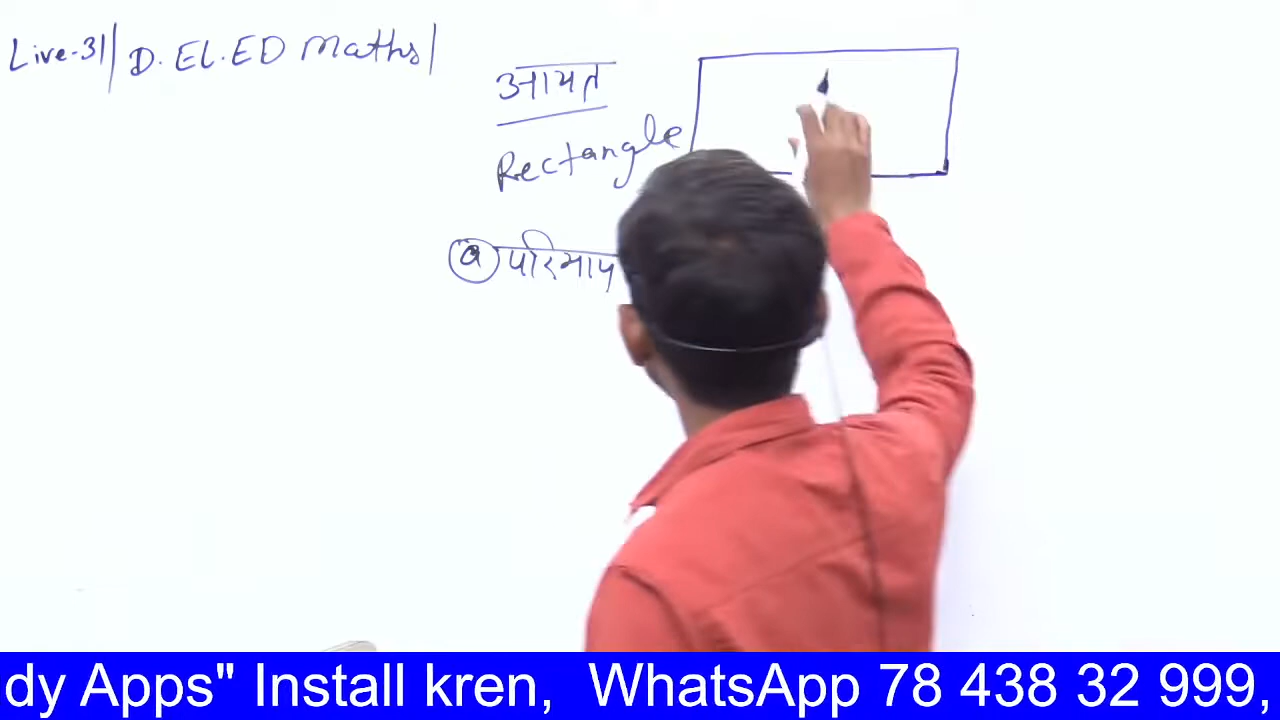 Live-31| D.EL.ED Maths|
आयत
Rectangle
(a) परिमाप
dy Apps" Install kren, WhatsApp 78 438 32 999,